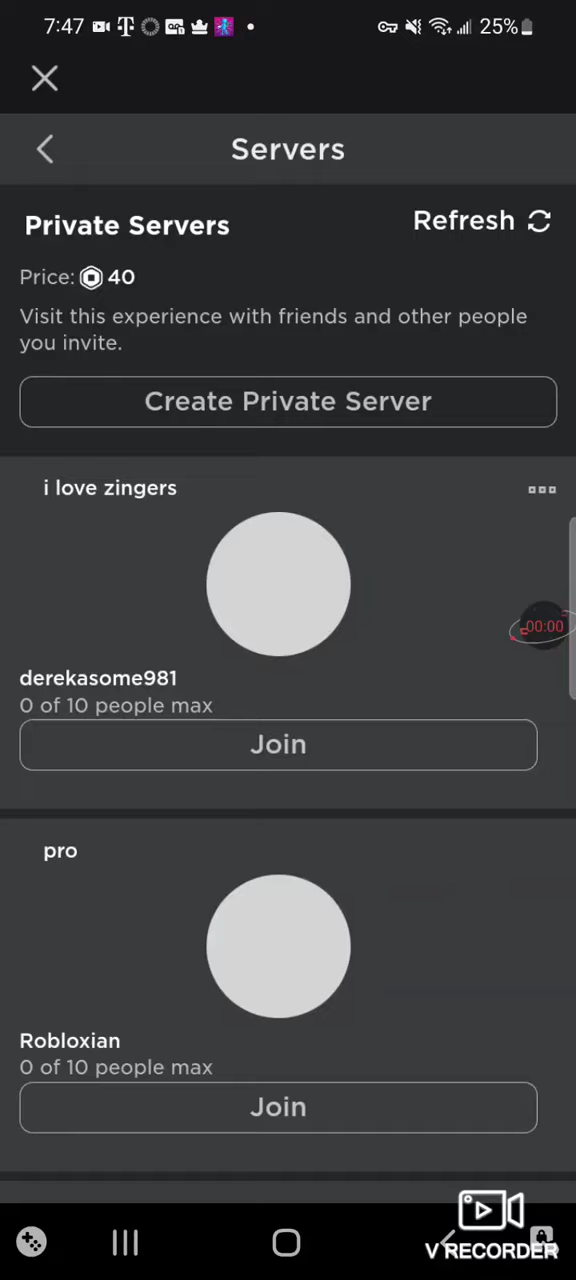 7:47 25%
Servers
Private Servers Refresh
Price: 40
Visit this experience with friends and other people
you invite.
Create Private Server
i love zingers
00:00
derekasome981
0 of 10 people max
Join
pro
Robloxian
0 of 10 people max
Join
V RECORDER